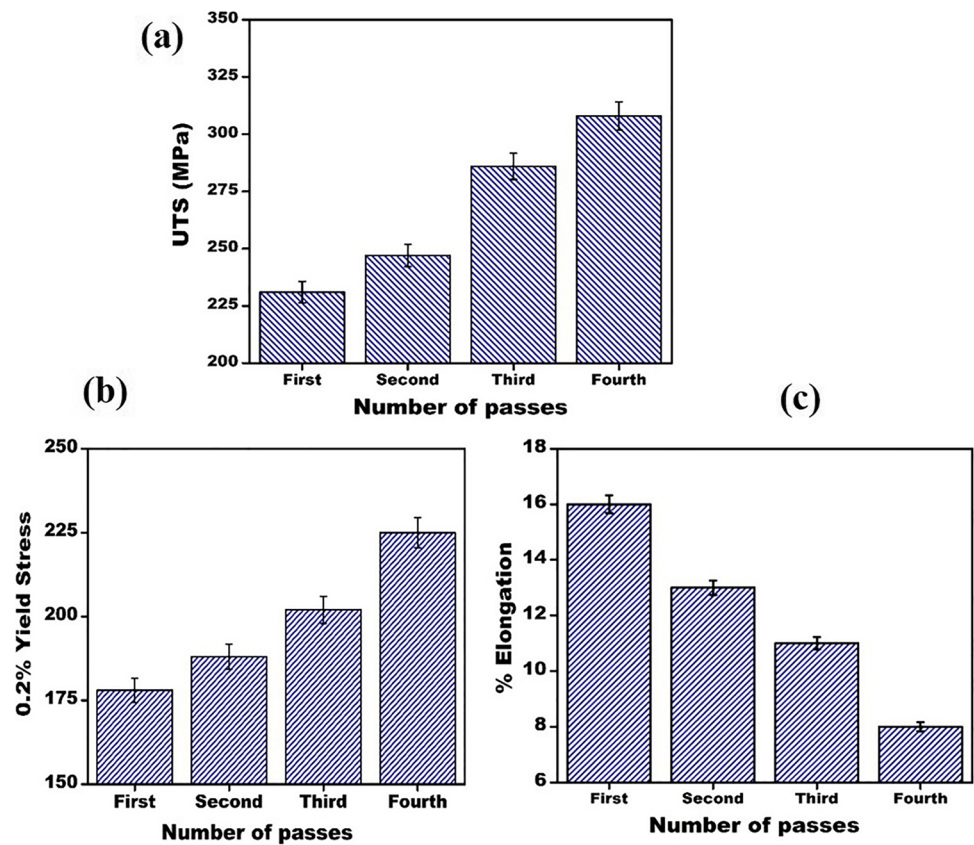 (a)
350
325
300
275
250
225
200
UTS (MPa)
First Second Third Fourth
Number of passes
(b)
250
225
200
175
150
0.2% Yield Stress
First Second Third Fourth
Number of passes
(c)
18
16
14
12
10
8
6
% Elongation
First Second Third Fourth
Number of passes